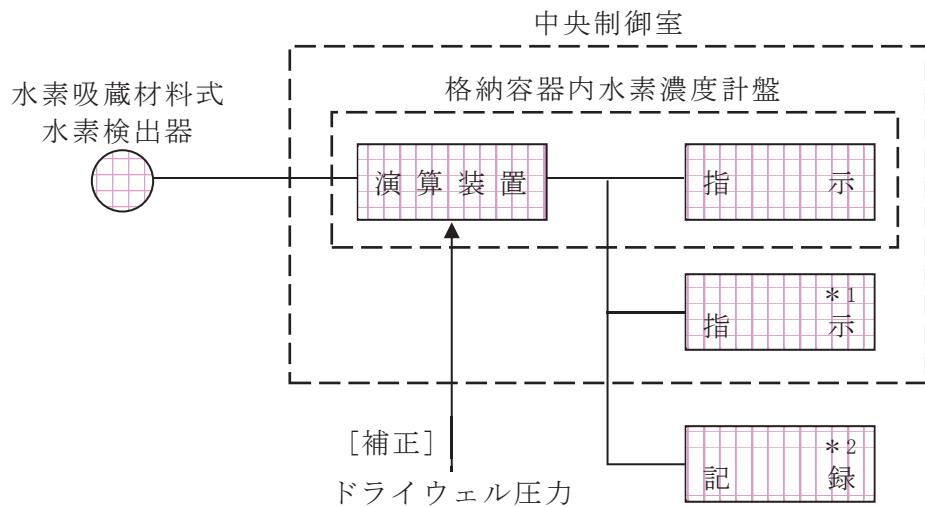 中央制御室
水素吸蔵材料式
水素検出器
格納容器内水素濃度計盤
演算装置
指示
*1
指示
[補正]
ドライウェル圧力
*2
記録